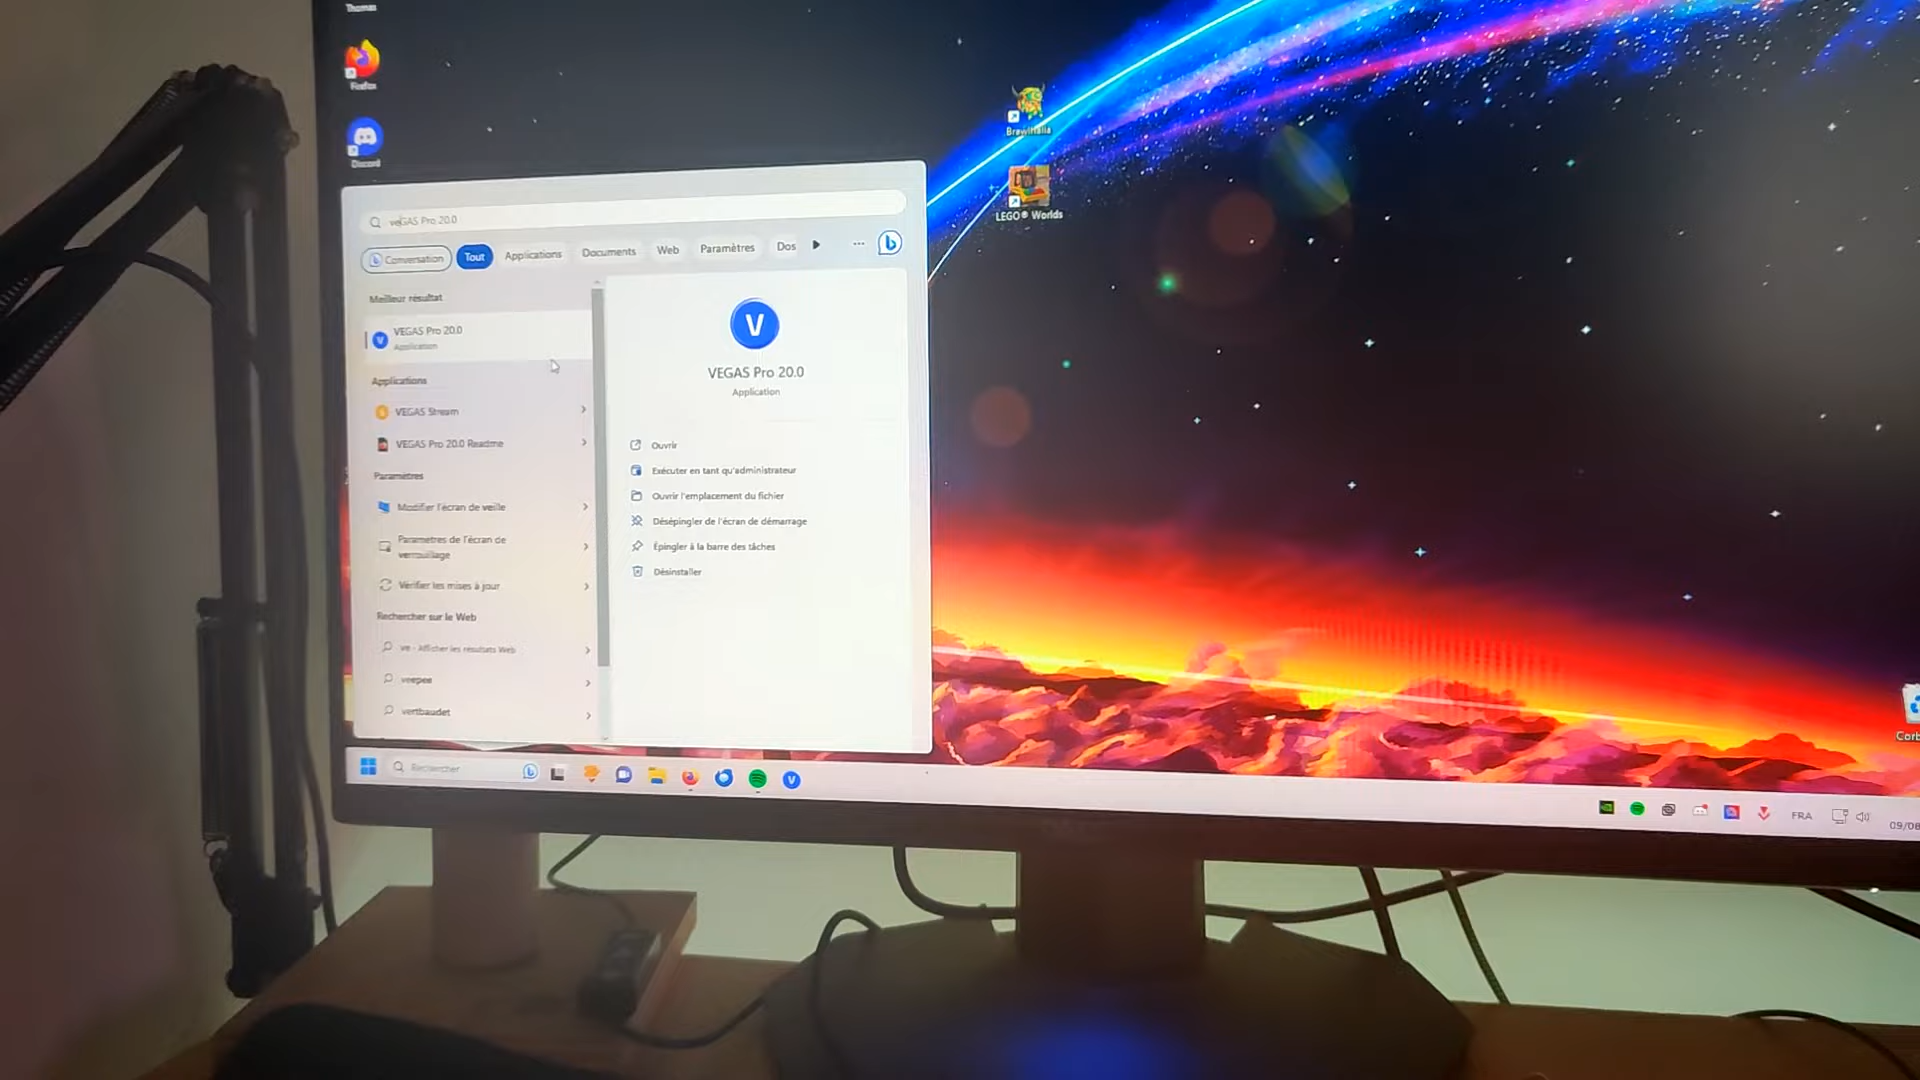 Thomas
Firefox
Discord
Brawlhalla
LEGO® Worlds
veGAS Pro 20.0
Conversation
Tout
Applications
Documents
Web
Paramètres
Dos
Meilleur résultat
VEGAS Pro 20.0
Application
Applications
VEGAS Stream
VEGAS Pro 20.0 Readme
Paramètres
Modifier l'écran de veille
Paramètres de l'écran de
verrouillage
Vérifier les mises à jour
Rechercher sur le Web
ve - Afficher les résultats Web
veepee
vertbaudet
V
VEGAS Pro 20.0
Application
Ouvrir
Exécuter en tant qu'administrateur
Ouvrir l'emplacement du fichier
Désépingler de l'écran de démarrage
Épingler à la barre des tâches
Désinstaller
Rechercher
FRA
09/08
Corb